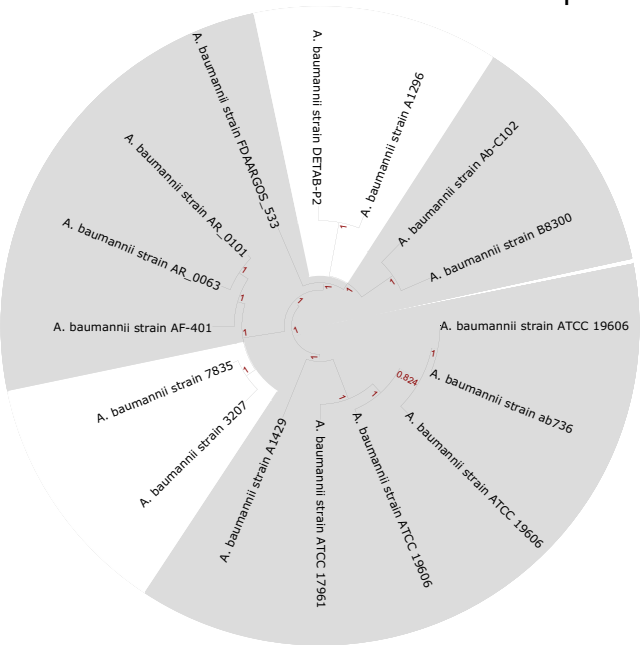 A. baumannii strain DETAB-P2
A. baumannii strain A1296
A. baumannii strain Ab-C102
A. baumannii strain B8300
A. baumannii strain ATCC 19606
A. baumannii strain ab736
A. baumannii strain ATCC 19606
A. baumannii strain ATCC 19606
A. baumannii strain ATCC 17961
A. baumannii strain A1429
A. baumannii strain 3207
A. baumannii strain 7835
A. baumannii strain AF-401
A. baumannii strain AR_0063
A. baumannii strain AR_0101
A. baumannii strain FDAARGOS_533
1
1
1
1
1
1
1
1
1
1
1
1
0.824
1
1